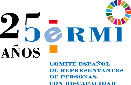 25 cermi
AÑOS
COMITÉ ESPAÑOL
DE REPRESENTANTES
DE PERSONAS
CON DISCAPACIDAD